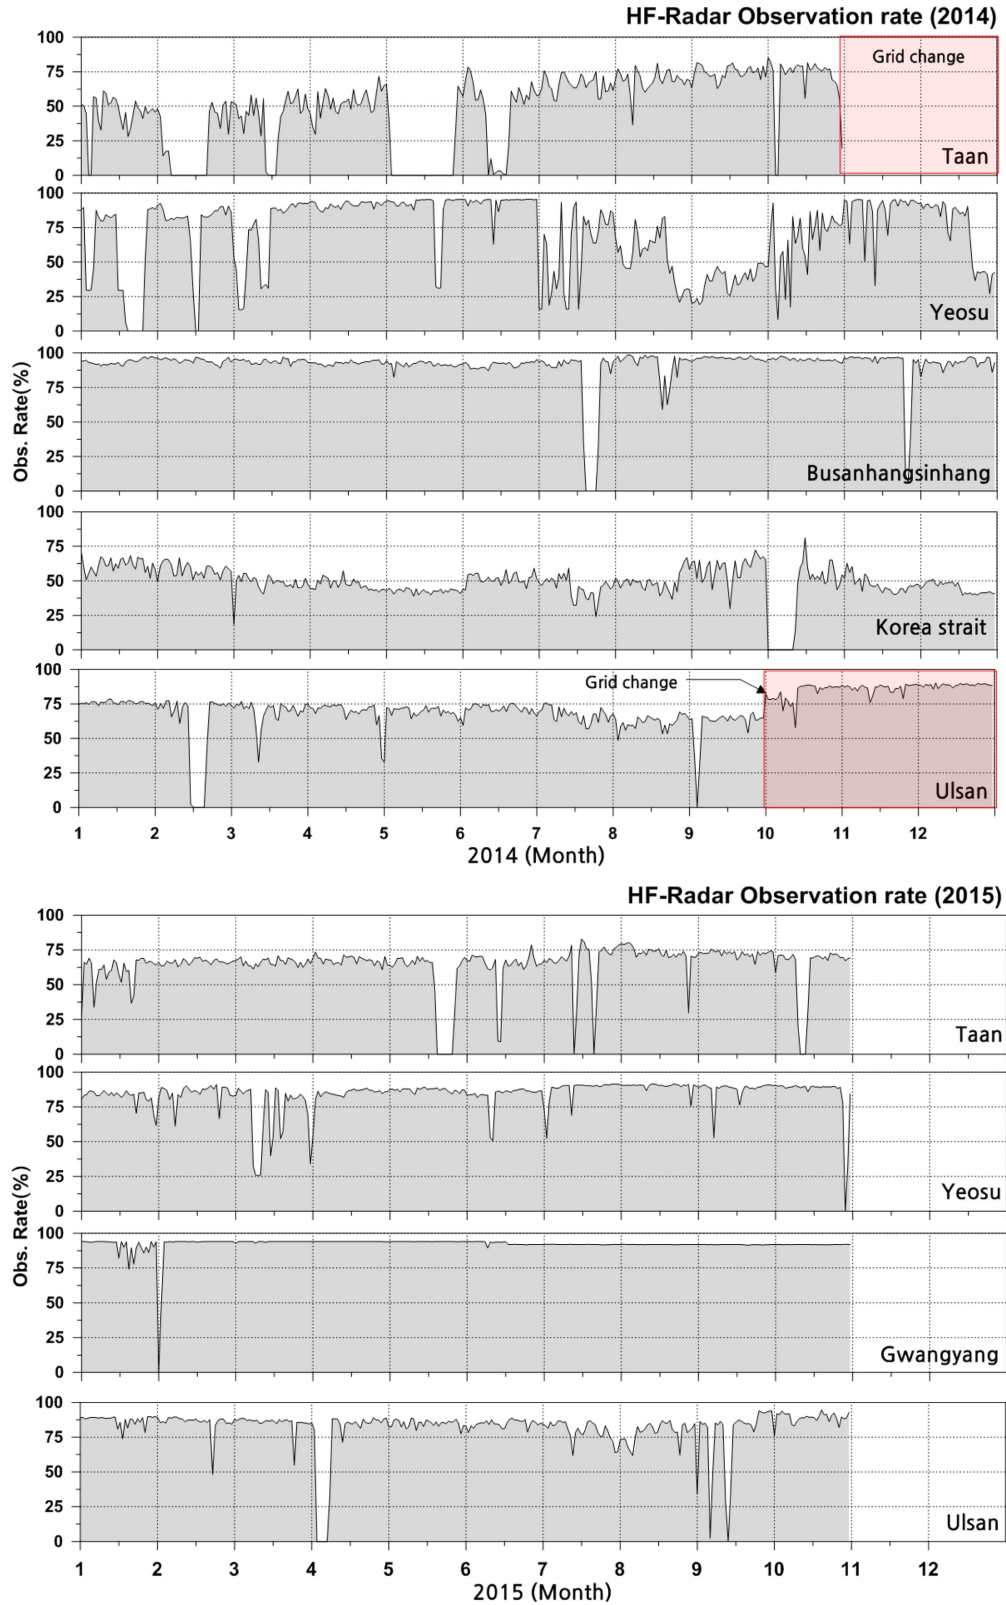 HF-Radar Observation rate (2014)
100
75
50
25
0
Grid change
Taan
100
75
50
25
0
Yeosu
Obs. Rate(%)
100
75
50
25
0
Busanhangsinhang
100
75
50
25
0
Korea strait
100
75
50
25
0
Grid change
Ulsan
1 2 3 4 5 6 7 8 9 10 11 12
2014 (Month)
HF-Radar Observation rate (2015)
100
75
50
25
0
Taan
100
75
50
25
0
Yeosu
Obs. Rate(%)
100
75
50
25
0
Gwangyang
100
75
50
25
0
Ulsan
1 2 3 4 5 6 7 8 9 10 11 12
2015 (Month)